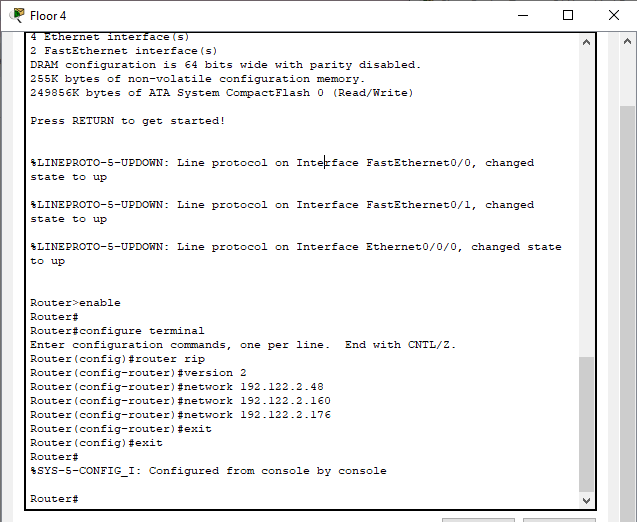 Floor 4
4 Ethernet interface(s)
2 FastEthernet interface(s)
DRAM configuration is 64 bits wide with parity disabled.
255K bytes of non-volatile configuration memory.
249856K bytes of ATA System CompactFlash 0 (Read/Write)
Press RETURN to get started!
%LINEPROTO-5-UPDOWN: Line protocol on Interface FastEthernet0/0, changed
state to up
%LINEPROTO-5-UPDOWN: Line protocol on Interface FastEthernet0/1, changed
state to up
%LINEPROTO-5-UPDOWN: Line protocol on Interface Ethernet0/0/0, changed state
to up
Router>enable
Router#
Router#configure terminal
Enter configuration commands, one per line.  End with CNTL/Z.
Router(config)#router rip
Router(config-router)#version 2
Router(config-router)#network 192.122.2.48
Router(config-router)#network 192.122.2.160
Router(config-router)#network 192.122.2.176
Router(config-router)#exit
Router(config)#exit
Router#
%SYS-5-CONFIG_I: Configured from console by console
Router#